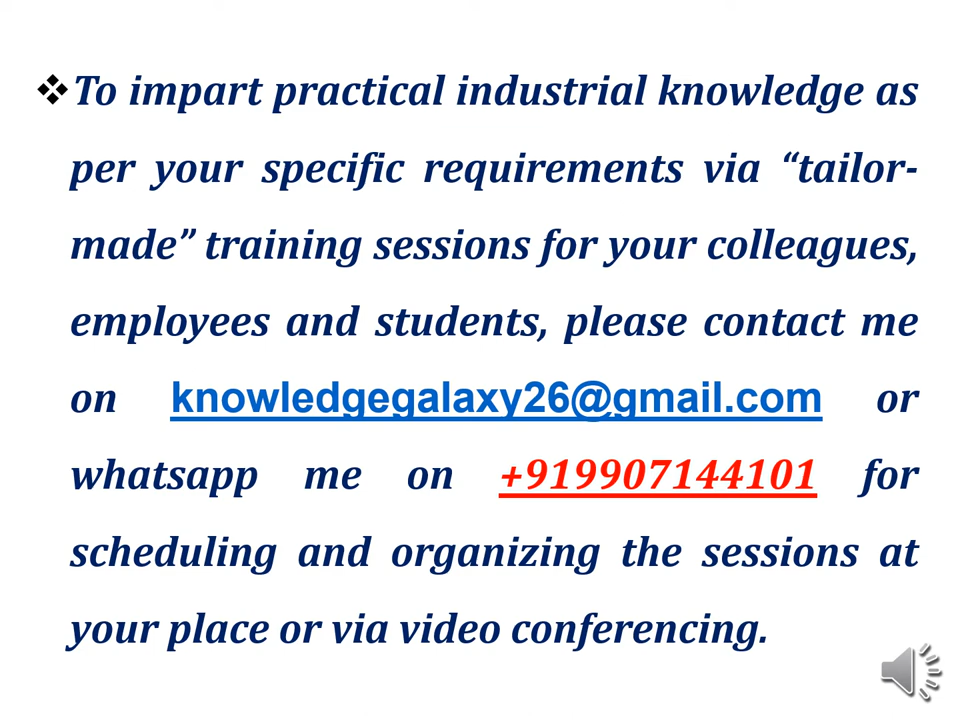 ❖To impart practical industrial knowledge as
per your specific requirements via “tailor-
made” training sessions for your colleagues,
employees and students, please contact me
on knowledgegalaxy26@gmail.com or
whatsapp me on +919907144101 for
scheduling and organizing the sessions at
your place or via video conferencing.